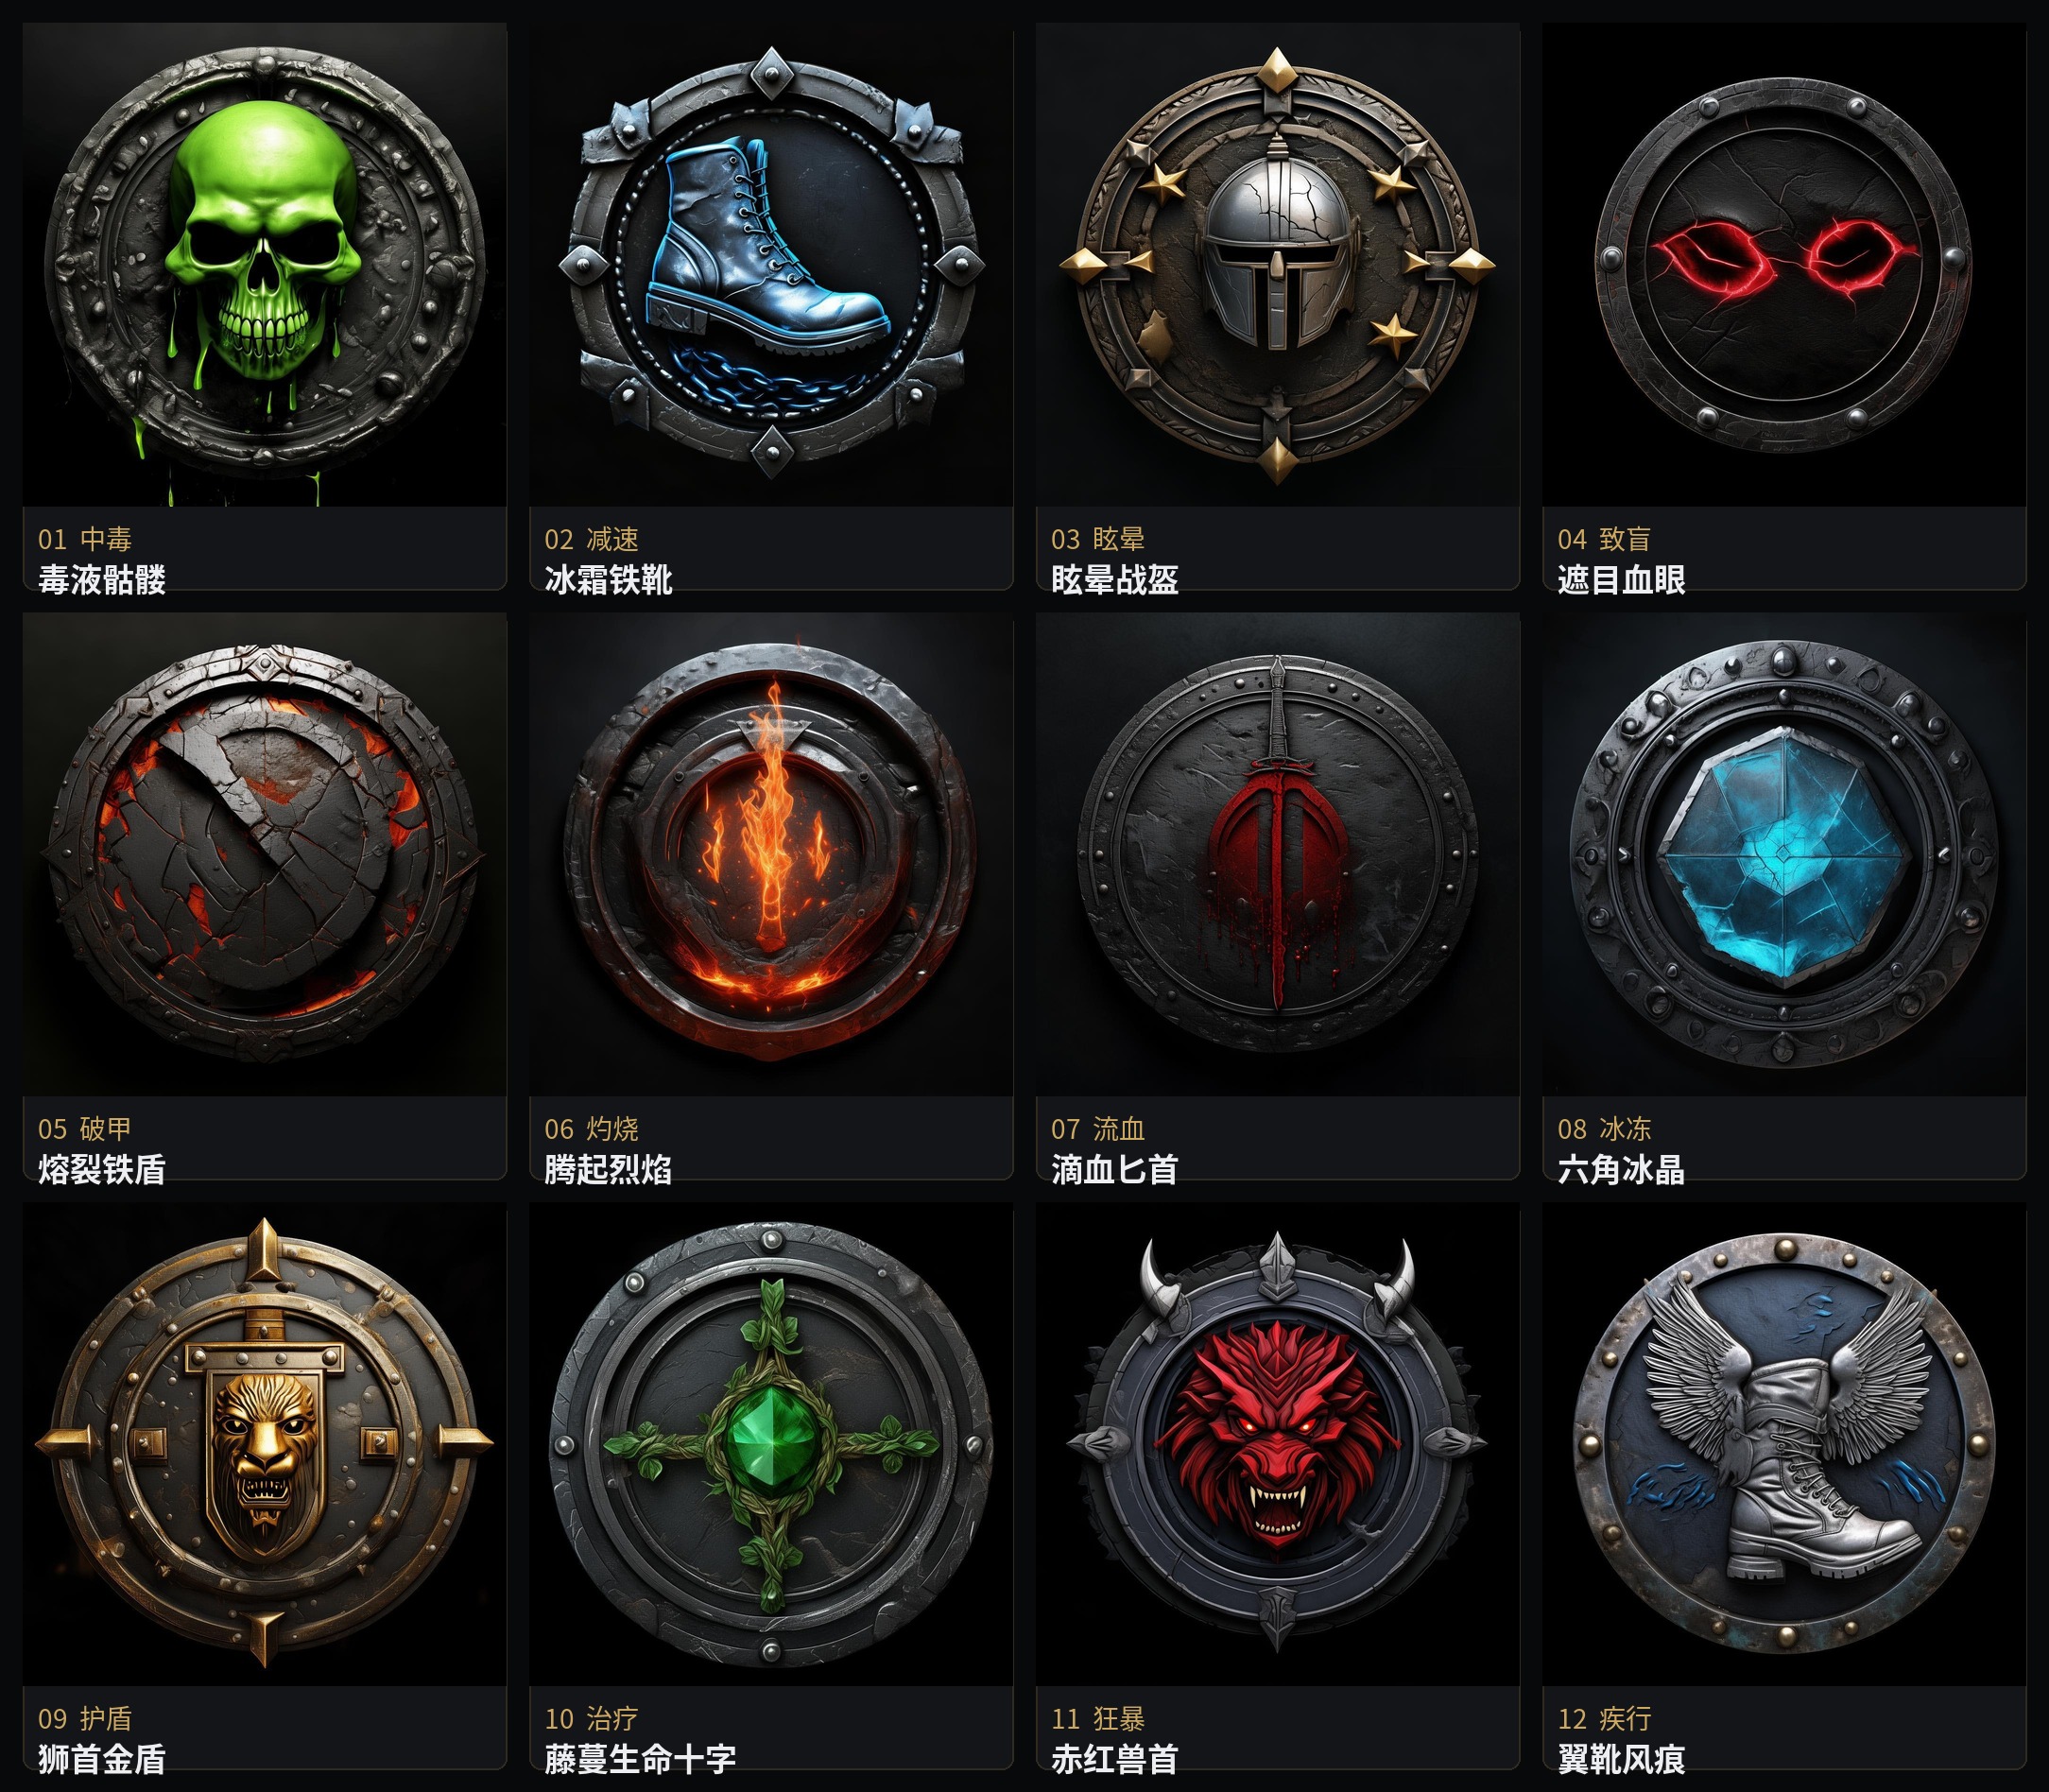 01 中毒
毒液骷髅
02 减速
冰霜铁靴
03 眩晕
眩晕战盔
04 致盲
遮目血眼
05 破甲
熔裂铁盾
06 灼烧
腾起烈焰
07 流血
滴血匕首
08 冰冻
六角冰晶
09 护盾
狮首金盾
10 治疗
藤蔓生命十字
11 狂暴
赤红兽首
12 疾行
翼靴风痕